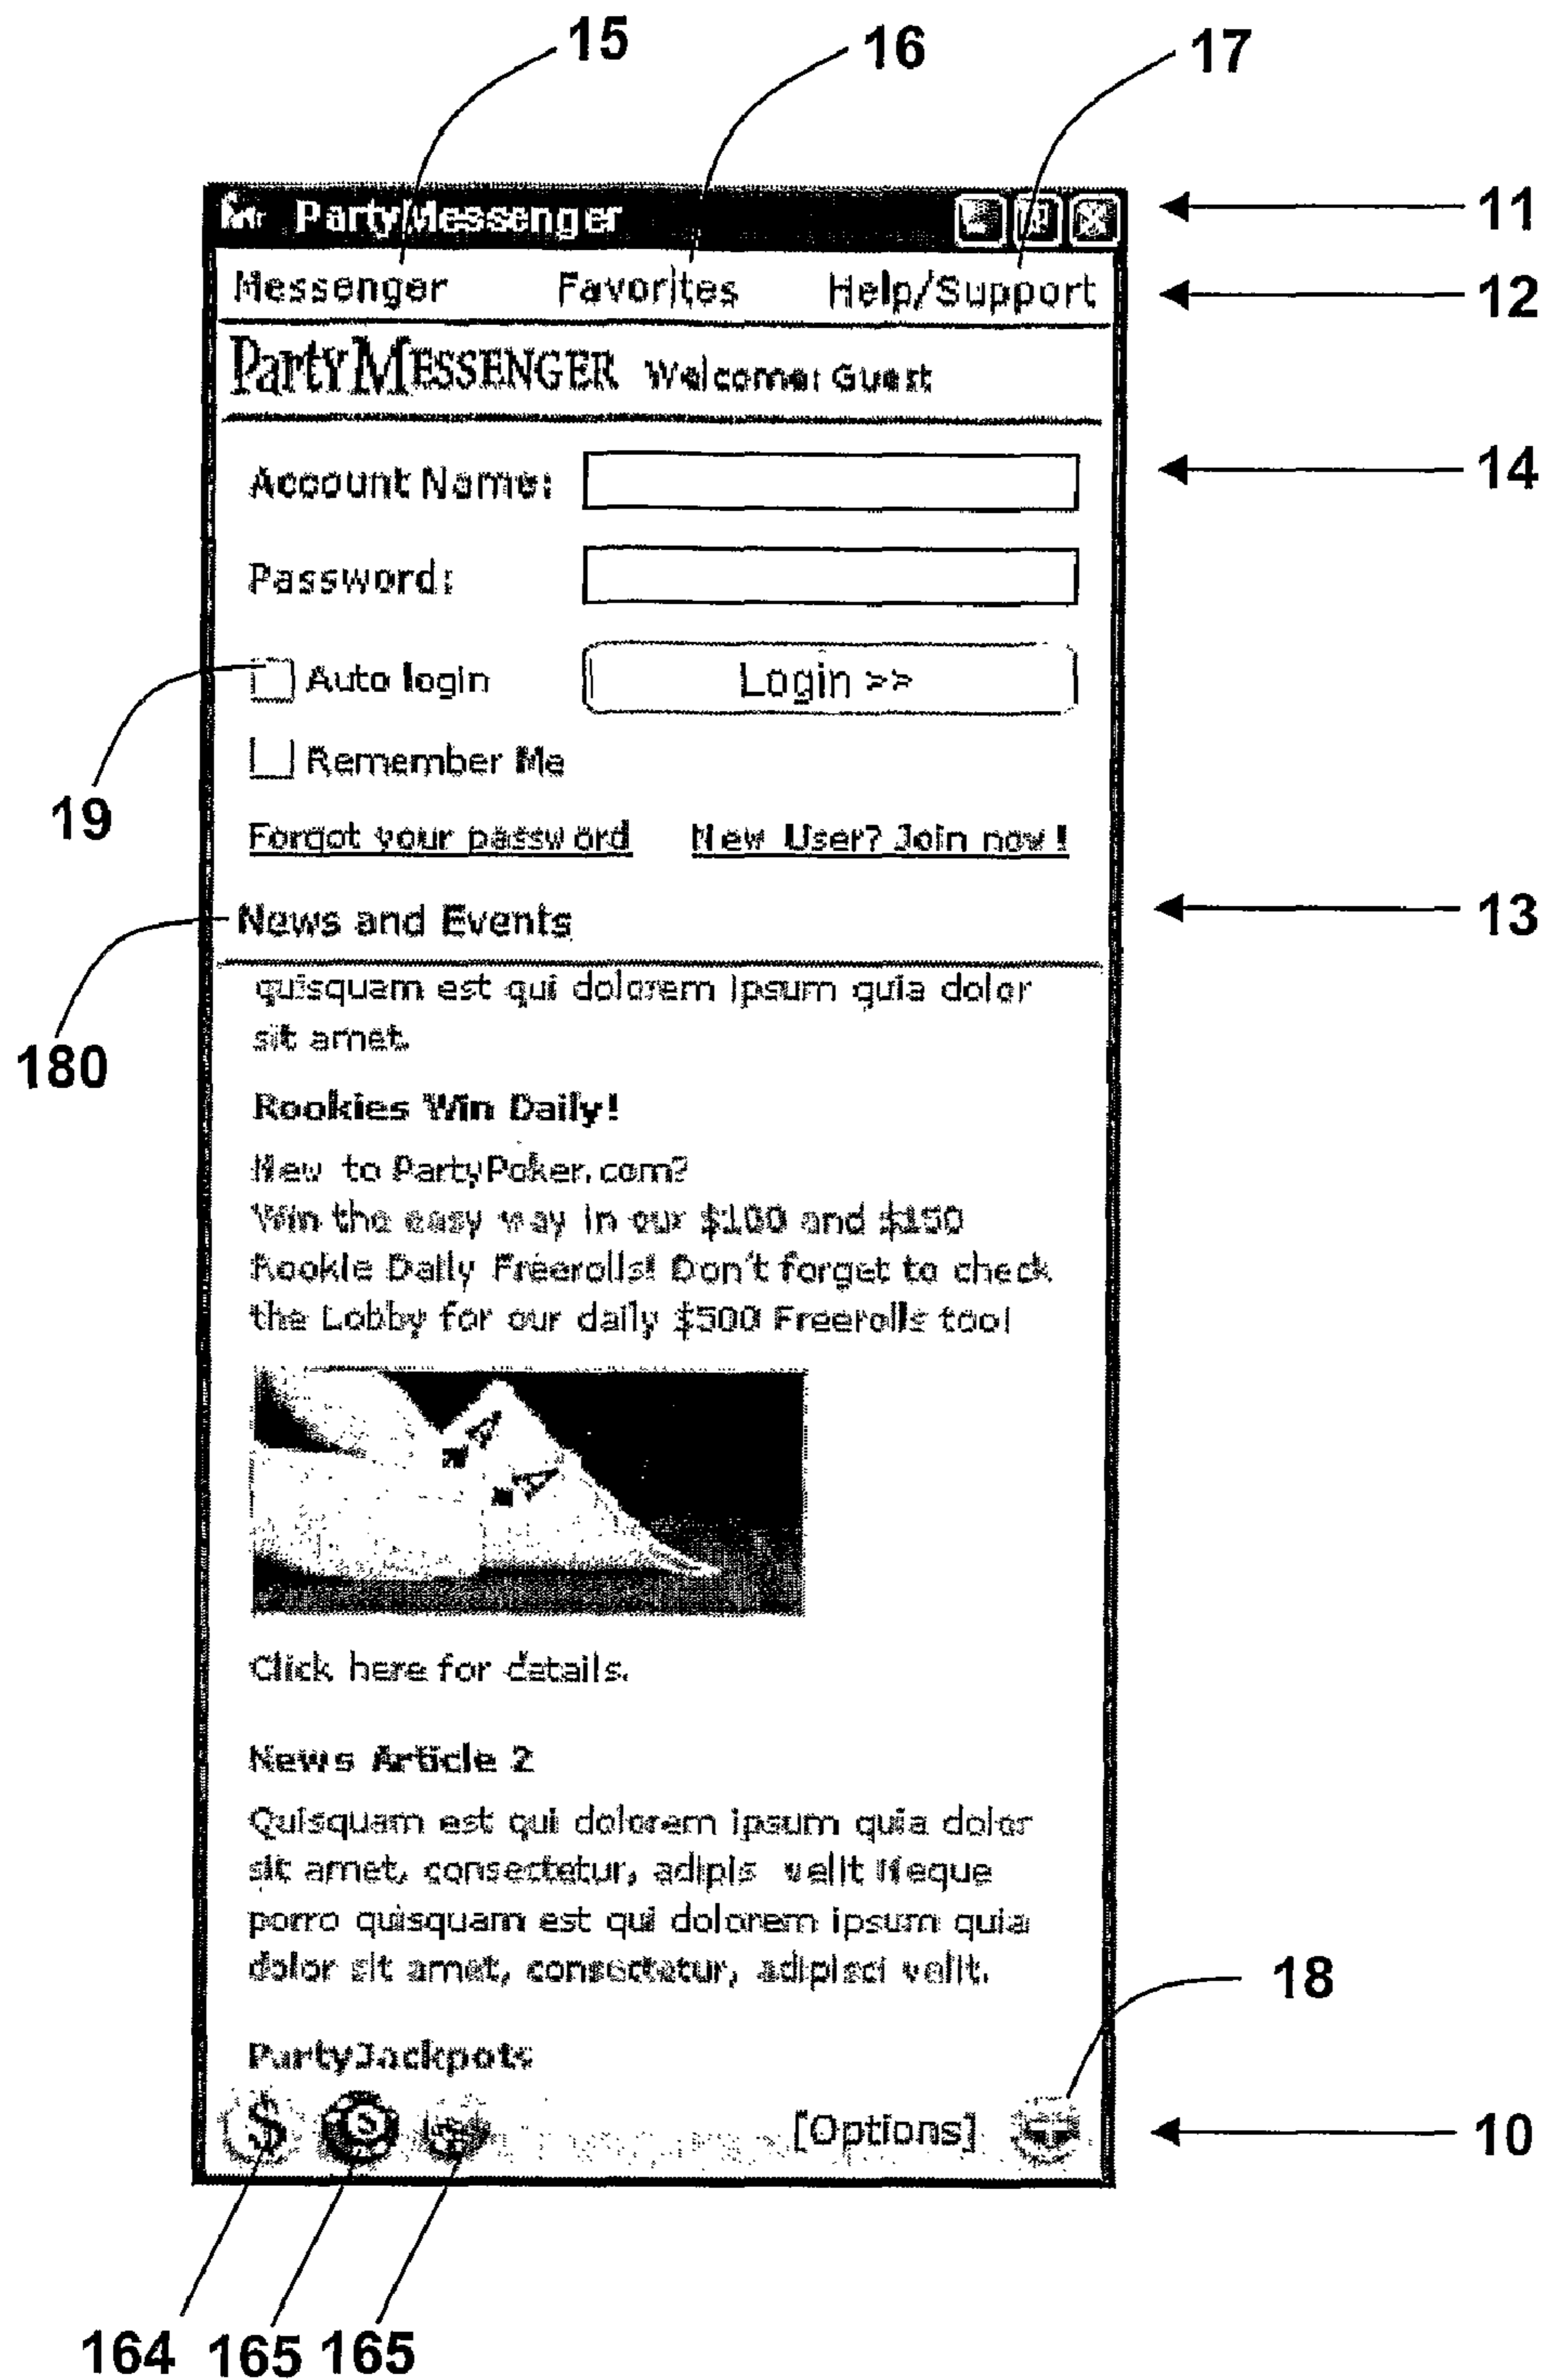 15 16 17
PartyMessenger 11
Messenger Favorites Help/Support 12
PartyMESSENGER Welcome: Guest
Account Name: 14
Password:
Auto login Login >>
Remember Me
19
Forgot your password New User? Join now!
News and Events 13
180
quisquam est qui dolorem ipsum quia dolor
sit amet.
Rookies Win Daily!
New to PartyPoker.com?
Win the easy way in our $100 and $150
Rookie Daily Freerolls! Don't forget to check
the Lobby for our daily $500 Freerolls too!
A
A
Click here for details.
News Article 2
Quisquam est qui dolorem ipsum quia dolor
sit amet, consectetur, adipis velit Neque
porro quisquam est qui dolorem ipsum quia
dolor sit amet, consectetur, adipisci velit.
18
PartyJackpots
$ [Options] 10
164 165 165